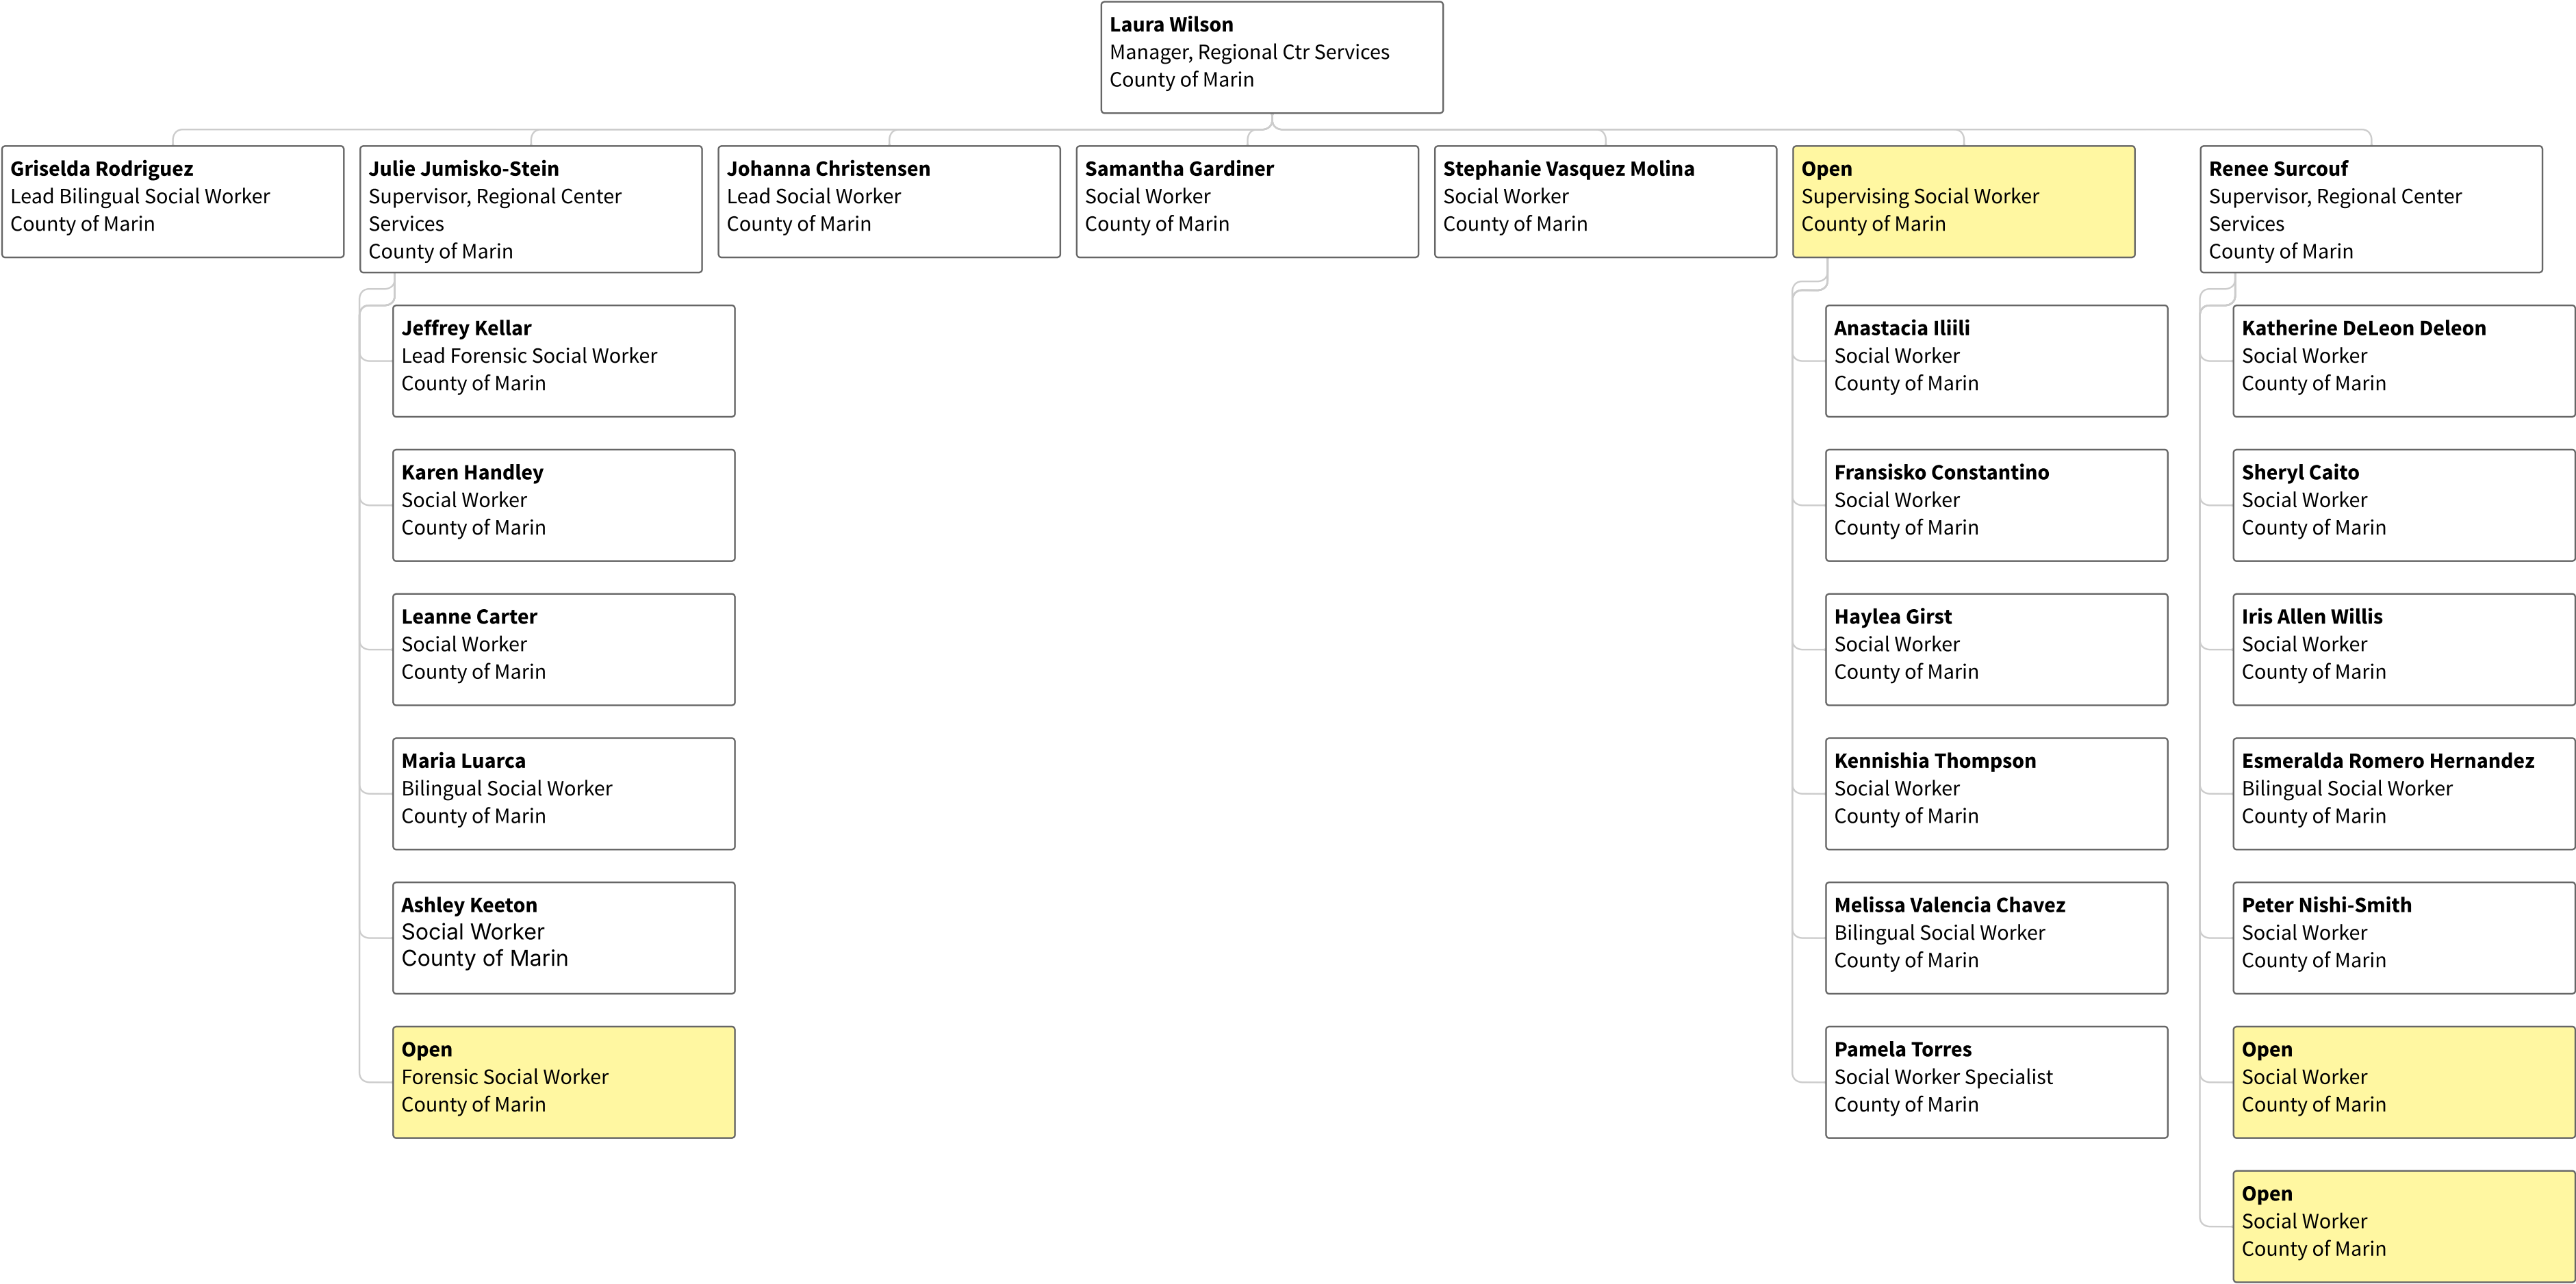 Laura Wilson
Manager, Regional Ctr Services
County of Marin
Griselda Rodriguez
Lead Bilingual Social Worker
County of Marin
Julie Jumisko-Stein
Supervisor, Regional Center
Services
County of Marin
Johanna Christensen
Lead Social Worker
County of Marin
Samantha Gardiner
Social Worker
County of Marin
Stephanie Vasquez Molina
Social Worker
County of Marin
Open
Supervising Social Worker
County of Marin
Renee Surcouf
Supervisor, Regional Center
Services
County of Marin
Jeffrey Kellar
Lead Forensic Social Worker
County of Marin
Karen Handley
Social Worker
County of Marin
Leanne Carter
Social Worker
County of Marin
Maria Luarca
Bilingual Social Worker
County of Marin
Ashley Keeton
Social Worker
County of Marin
Open
Forensic Social Worker
County of Marin
Anastacia Iliili
Social Worker
County of Marin
Fransisko Constantino
Social Worker
County of Marin
Haylea Girst
Social Worker
County of Marin
Kennishia Thompson
Social Worker
County of Marin
Melissa Valencia Chavez
Bilingual Social Worker
County of Marin
Pamela Torres
Social Worker Specialist
County of Marin
Katherine DeLeon Deleon
Social Worker
County of Marin
Sheryl Caito
Social Worker
County of Marin
Iris Allen Willis
Social Worker
County of Marin
Esmeralda Romero Hernandez
Bilingual Social Worker
County of Marin
Peter Nishi-Smith
Social Worker
County of Marin
Open
Social Worker
County of Marin
Open
Social Worker
County of Marin